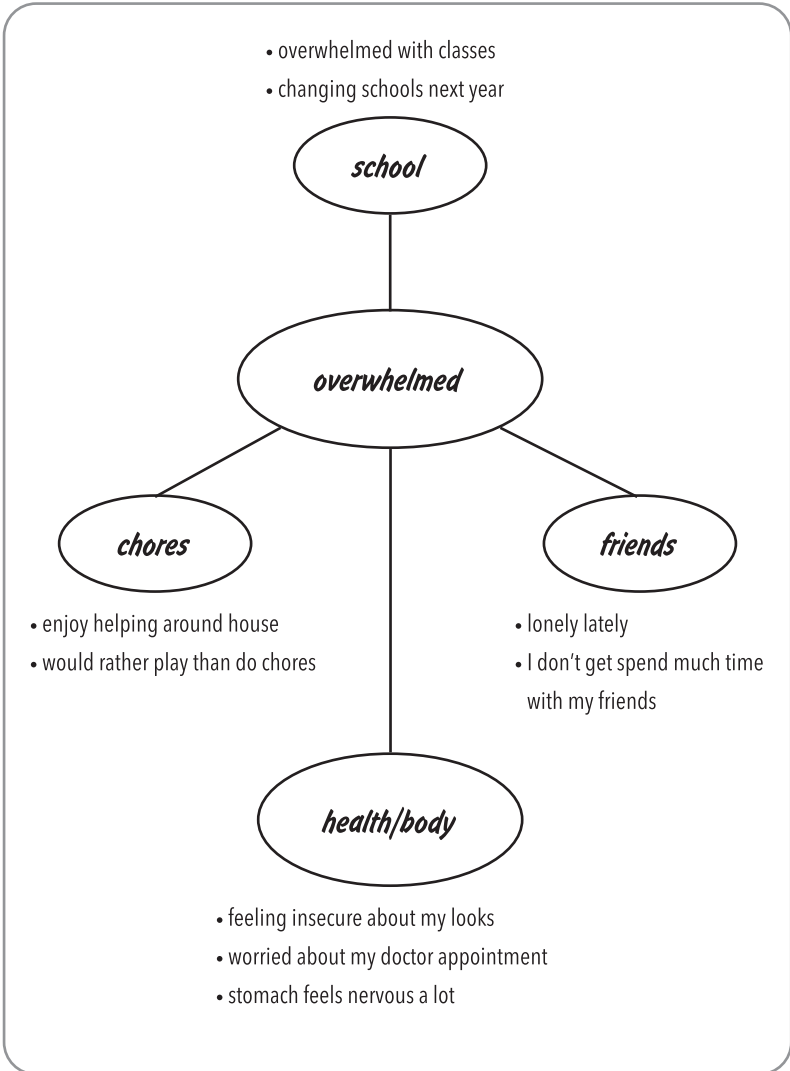 • overwhelmed with classes
• changing schools next year
school
overwhelmed
chores
• enjoy helping around house
• would rather play than do chores
friends
• lonely lately
• I don't get spend much time
with my friends
health/body
• feeling insecure about my looks
• worried about my doctor appointment
• stomach feels nervous a lot